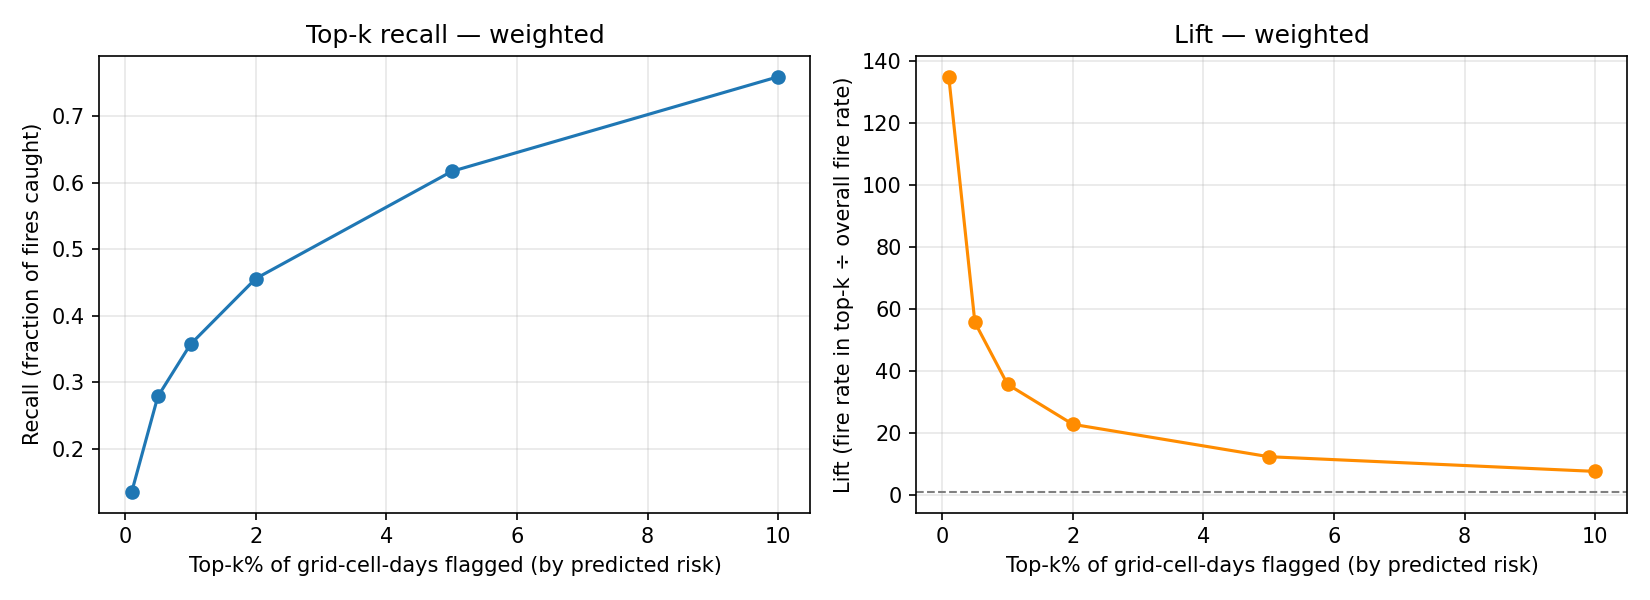 Top-k recall — weighted
Recall (fraction of fires caught)
0.7
0.6
0.5
0.4
0.3
0.2
0 2 4 6 8 10
Top-k% of grid-cell-days flagged (by predicted risk)
Lift — weighted
Lift (fire rate in top-k ÷ overall fire rate)
140
120
100
80
60
40
20
0
0 2 4 6 8 10
Top-k% of grid-cell-days flagged (by predicted risk)